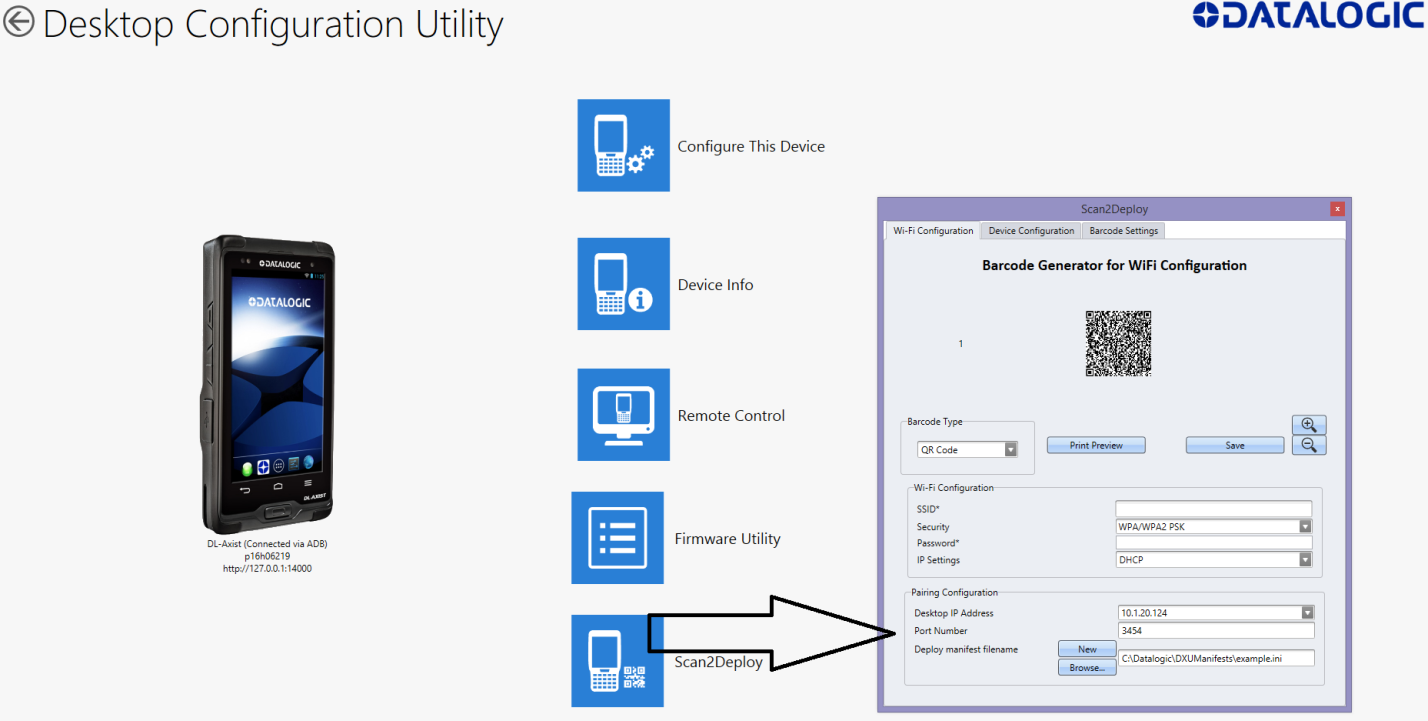 Desktop Configuration Utility
DATALOGIC
Configure This Device
Device Info
Remote Control
Firmware Utility
Scan2Deploy
DATALOGIC
DATALOGIC
DL-AXIST
DL-Axist (Connected via ADB)
p16h06219
http://127.0.0.1:14000
Scan2Deploy
x
Wi-Fi Configuration Device Configuration Barcode Settings
Barcode Generator for WiFi Configuration
1
Barcode Type
QR Code Print Preview Save
Wi-Fi Configuration
SSID*
Security WPA/WPA2 PSK
Password*
IP Settings DHCP
Pairing Configuration
Desktop IP Address 10.1.20.124
Port Number 3454
Deploy manifest filename New C:\Datalogic\DXUManifests\example.ini
Browse...